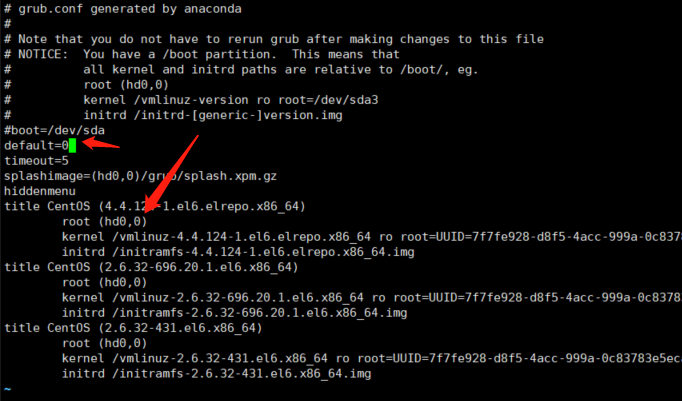 # grub.conf generated by anaconda
#
# Note that you do not have to rerun grub after making changes to this file
# NOTICE:  You have a /boot partition.  This means that
#          all kernel and initrd paths are relative to /boot/, eg.
#          root (hd0,0)
#          kernel /vmlinuz-version ro root=/dev/sda3
#          initrd /initrd-[generic-]version.img
#boot=/dev/sda
default=0
timeout=5
splashimage=(hd0,0)/grub/splash.xpm.gz
hiddenmenu
title CentOS (4.4.124-1.el6.elrepo.x86_64)
        root (hd0,0)
        kernel /vmlinuz-4.4.124-1.el6.elrepo.x86_64 ro root=UUID=7f7fe928-d8f5-4acc-999a-0c8378
        initrd /initramfs-4.4.124-1.el6.elrepo.x86_64.img
title CentOS (2.6.32-696.20.1.el6.x86_64)
        root (hd0,0)
        kernel /vmlinuz-2.6.32-696.20.1.el6.x86_64 ro root=UUID=7f7fe928-d8f5-4acc-999a-0c8378
        initrd /initramfs-2.6.32-696.20.1.el6.x86_64.img
title CentOS (2.6.32-431.el6.x86_64)
        root (hd0,0)
        kernel /vmlinuz-2.6.32-431.el6.x86_64 ro root=UUID=7f7fe928-d8f5-4acc-999a-0c83783e5eca
        initrd /initramfs-2.6.32-431.el6.x86_64.img
~